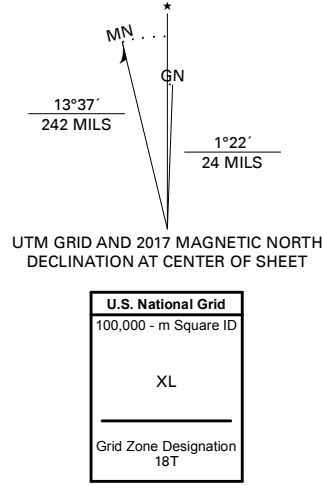 ★
MN
GN
13°37´
242 MILS
1°22´
24 MILS
UTM GRID AND 2017 MAGNETIC NORTH
DECLINATION AT CENTER OF SHEET
U.S. National Grid
100,000 - m Square ID
XL
Grid Zone Designation
18T